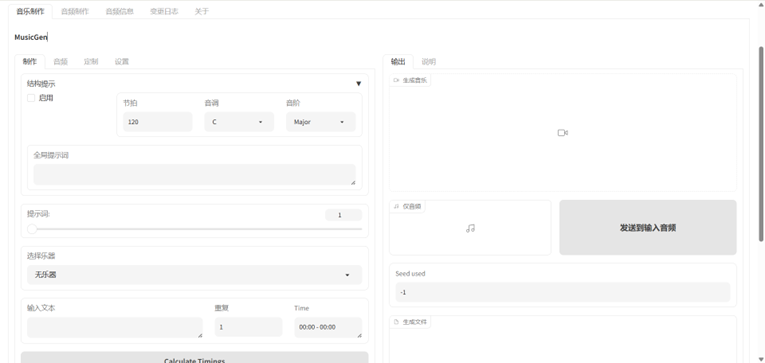 音乐制作 音频制作 音频信息 变更日志 关于
MusicGen
制作 音频 定制 设置
结构提示
启用
节拍 音调 音阶
120 C Major
全局提示词
提示词: 1
选择乐器
无乐器
输入文本 重复 Time
1 00:00 - 00:00
Calculate Timings
输出 说明
生成音乐
仅音频
发送到输入音频
Seed used
-1
生成文件